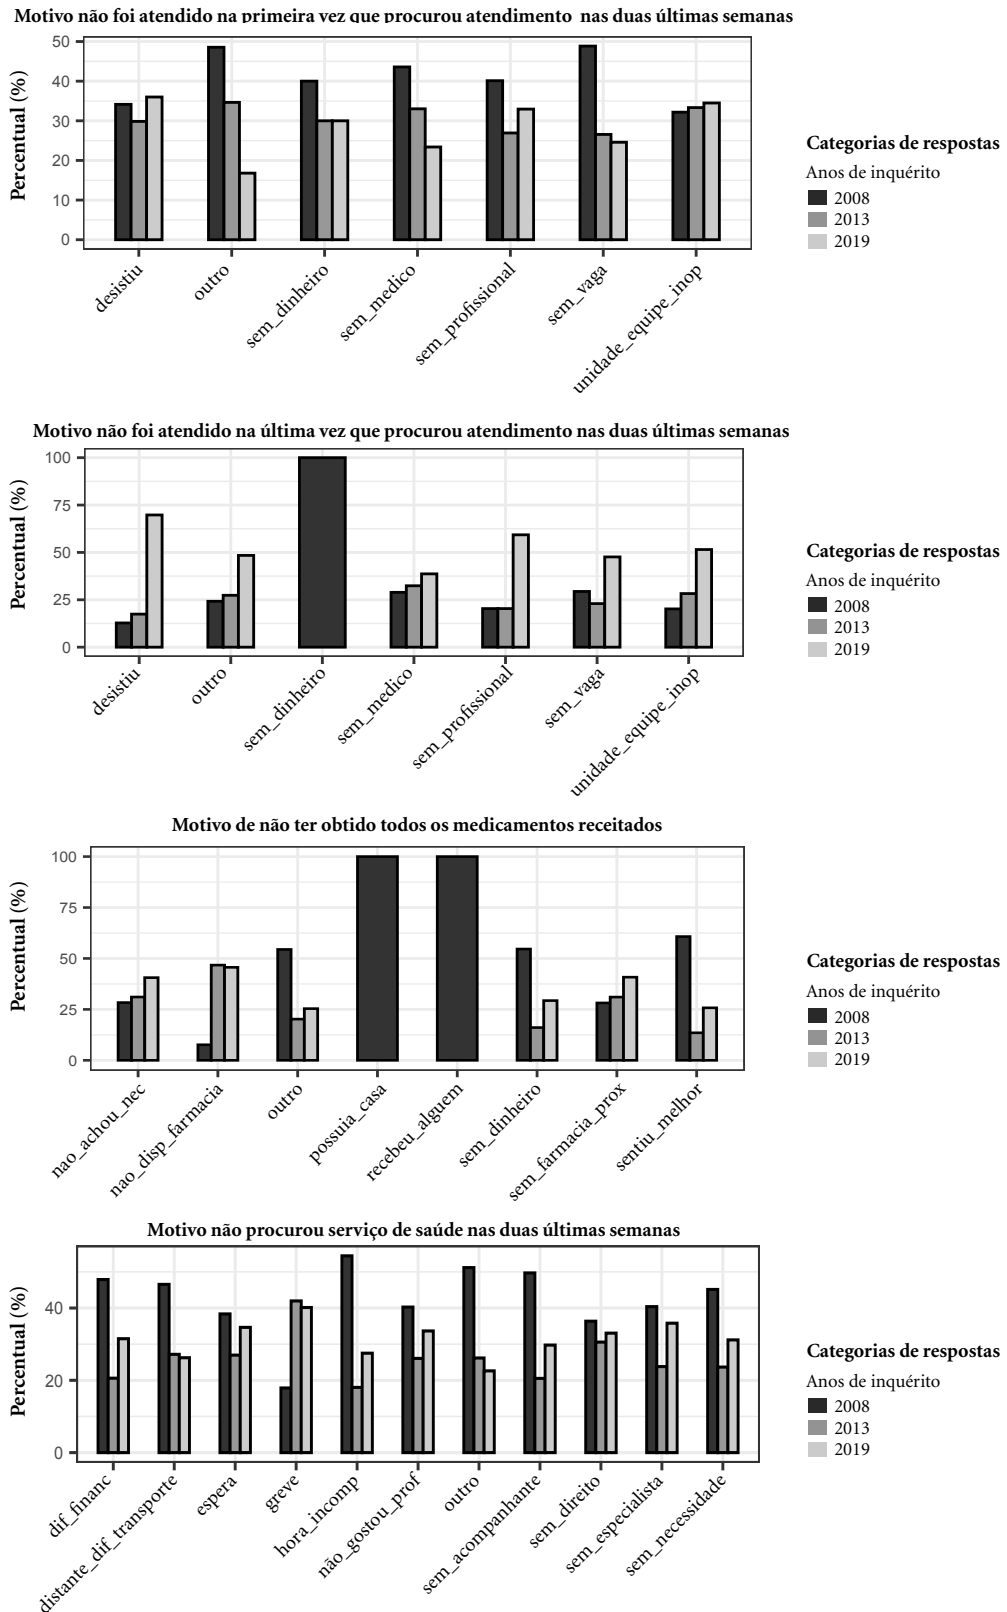 Motivo não foi atendido na primeira vez que procurou atendimento nas duas últimas semanas
Percentual (%)
50
40
30
20
10
0
desistiu
outro
sem_dinheiro
sem_medico
sem_profissional
sem_vaga
unidade_equipe_inop
Categorias de respostas
Anos de inquérito
2008
2013
2019
Motivo não foi atendido na última vez que procurou atendimento nas duas últimas semanas
Percentual (%)
100
75
50
25
0
desistiu
outro
sem_dinheiro
sem_medico
sem_profissional
sem_vaga
unidade_equipe_inop
Categorias de respostas
Anos de inquérito
2008
2013
2019
Motivo de não ter obtido todos os medicamentos receitados
Percentual (%)
100
75
50
25
0
nao_achou_nec
nao_disp_farmacia
outro
possuia_casa
recebeu_alguem
sem_dinheiro
sem_farmacia_prox
sentiu_melhor
Categorias de respostas
Anos de inquérito
2008
2013
2019
Motivo não procurou serviço de saúde nas duas últimas semanas
Percentual (%)
40
20
0
dif_financ
distante_dif_transporte
espera
greve
hora_incomp
não_gostou_prof
outro
sem_acompanhante
sem_direito
sem_especialista
sem_necessidade
Categorias de respostas
Anos de inquérito
2008
2013
2019